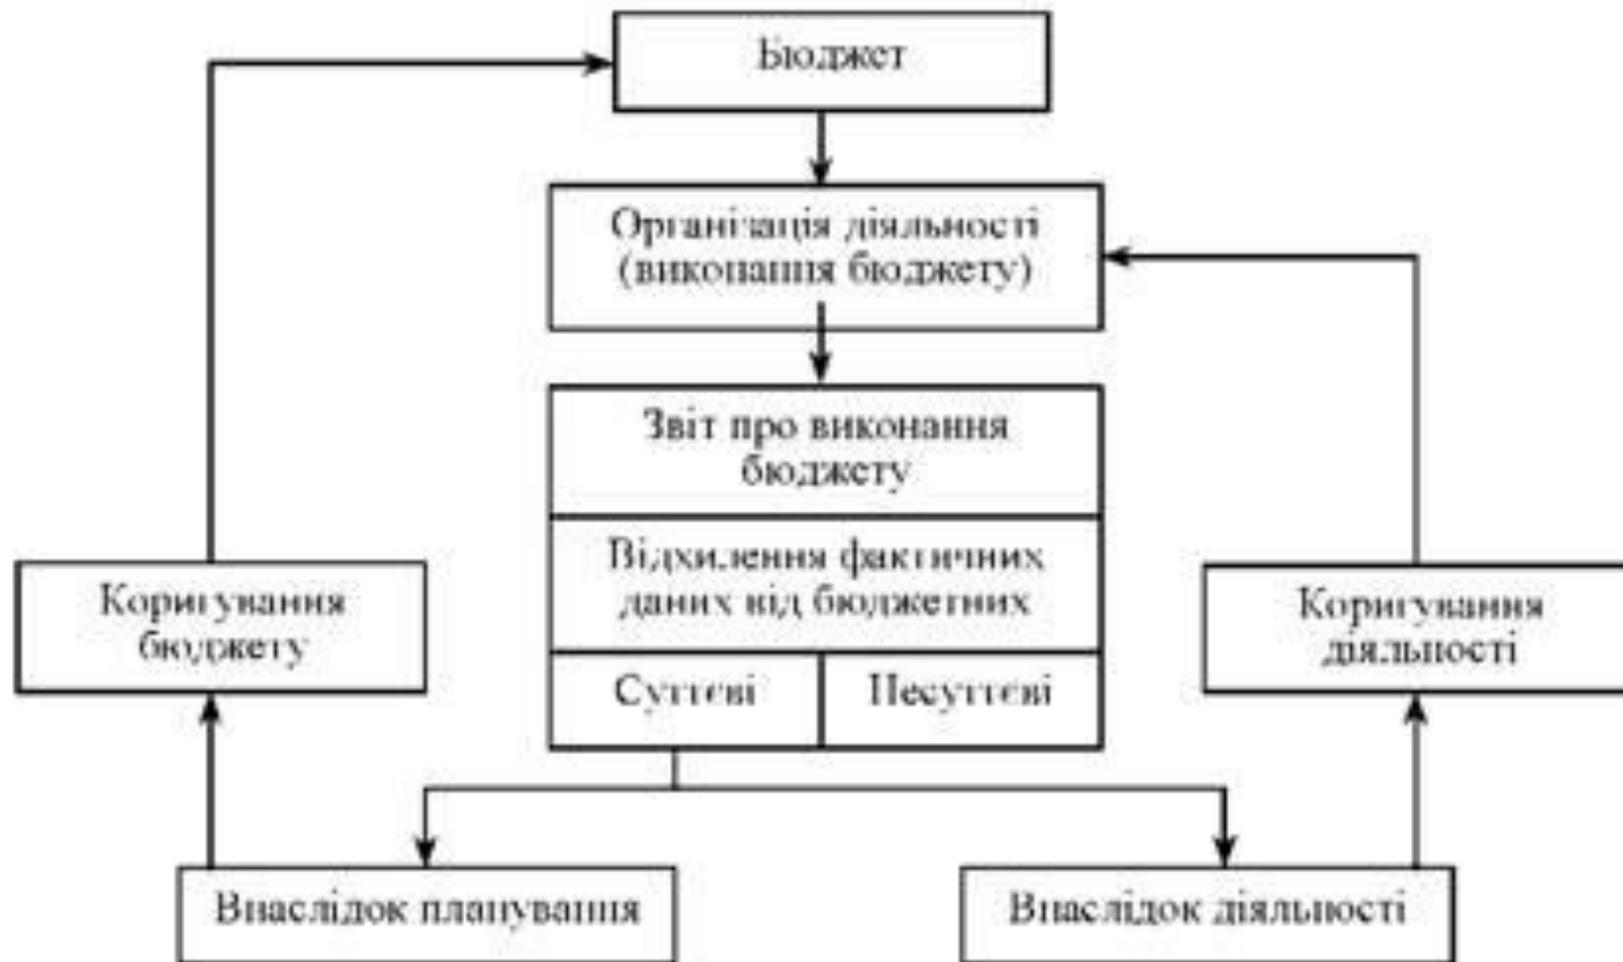 Бюджет
Організація діяльності
(виконання бюджету)
Звіт про виконання
бюджету
Відхилення фактичних
даних від бюджетних
Коригування
бюджету
Коригування
діяльності
Суттєві
Несуттєві
Внаслідок планування
Внаслідок діяльності